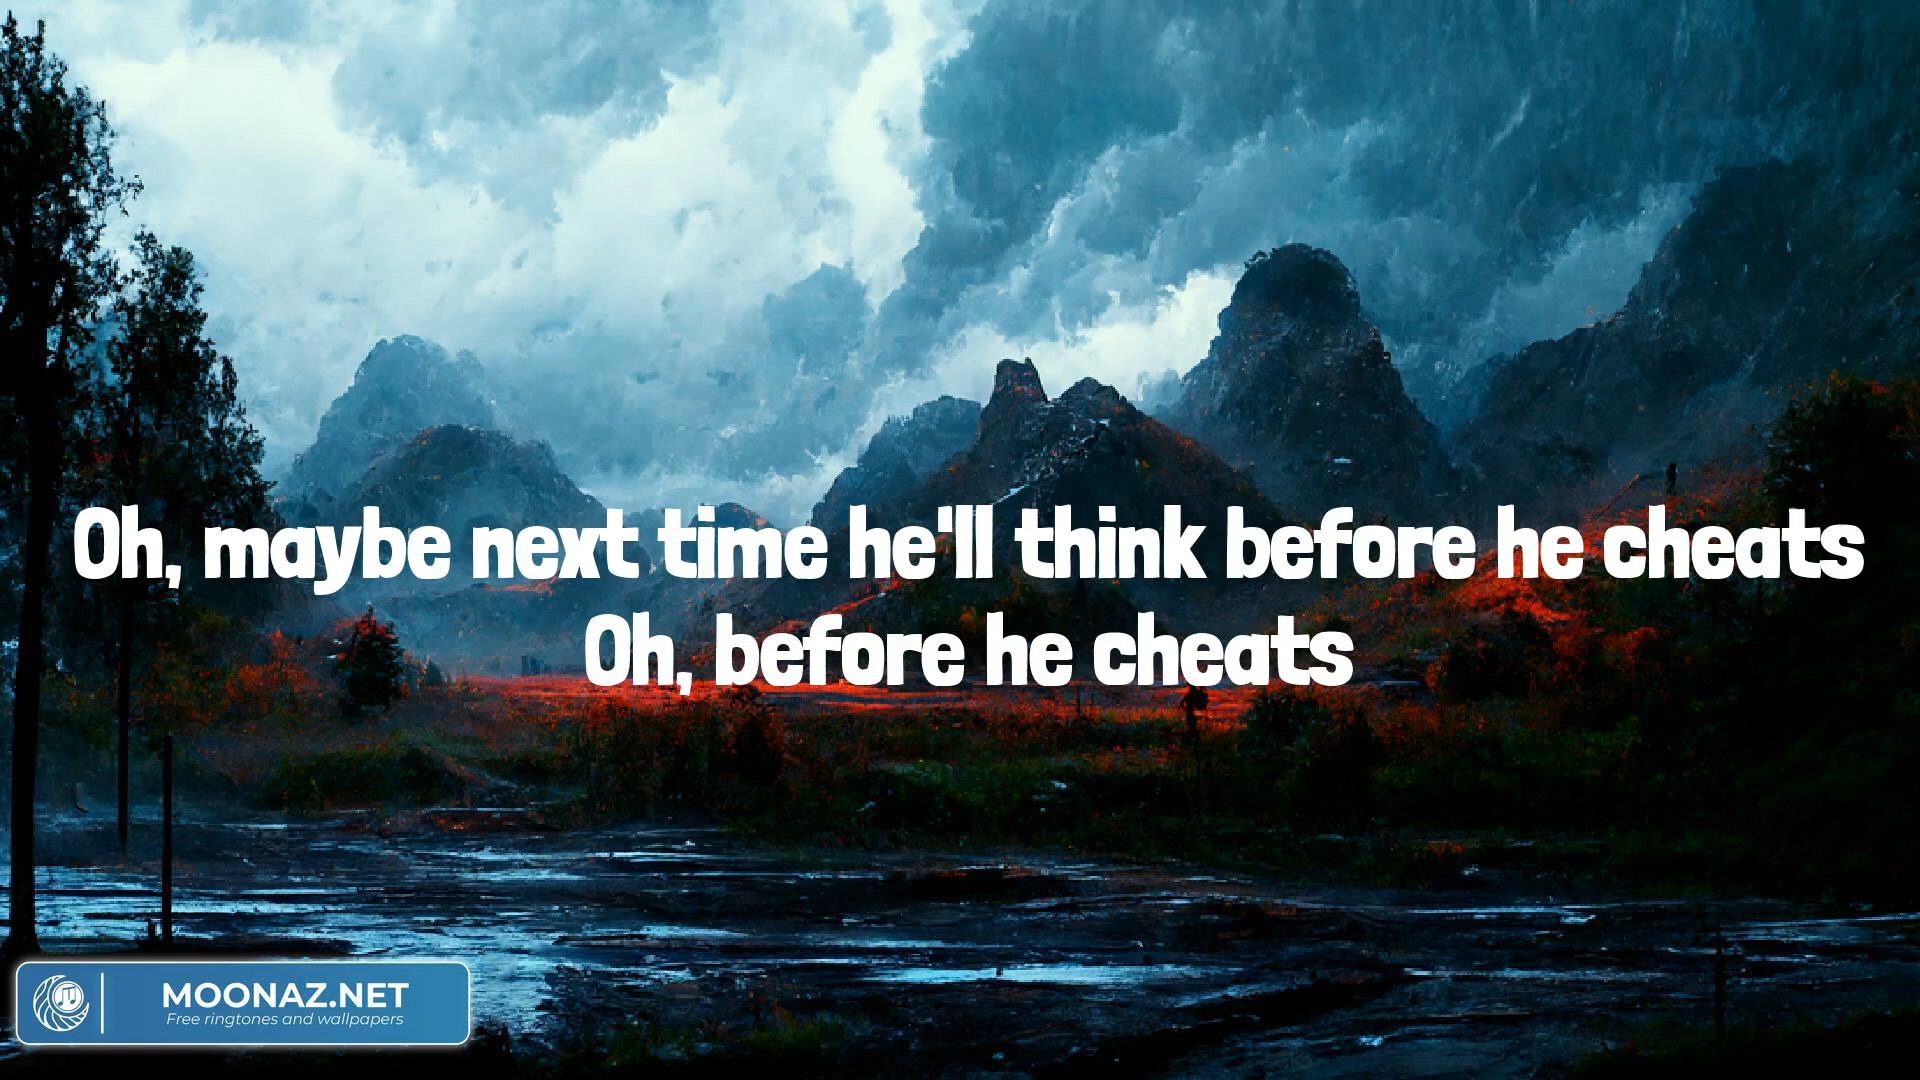 Oh, maybe next time he'll think before he cheats
Oh, before he cheats
MOONAZ.NET
Free ringtones and wallpapers